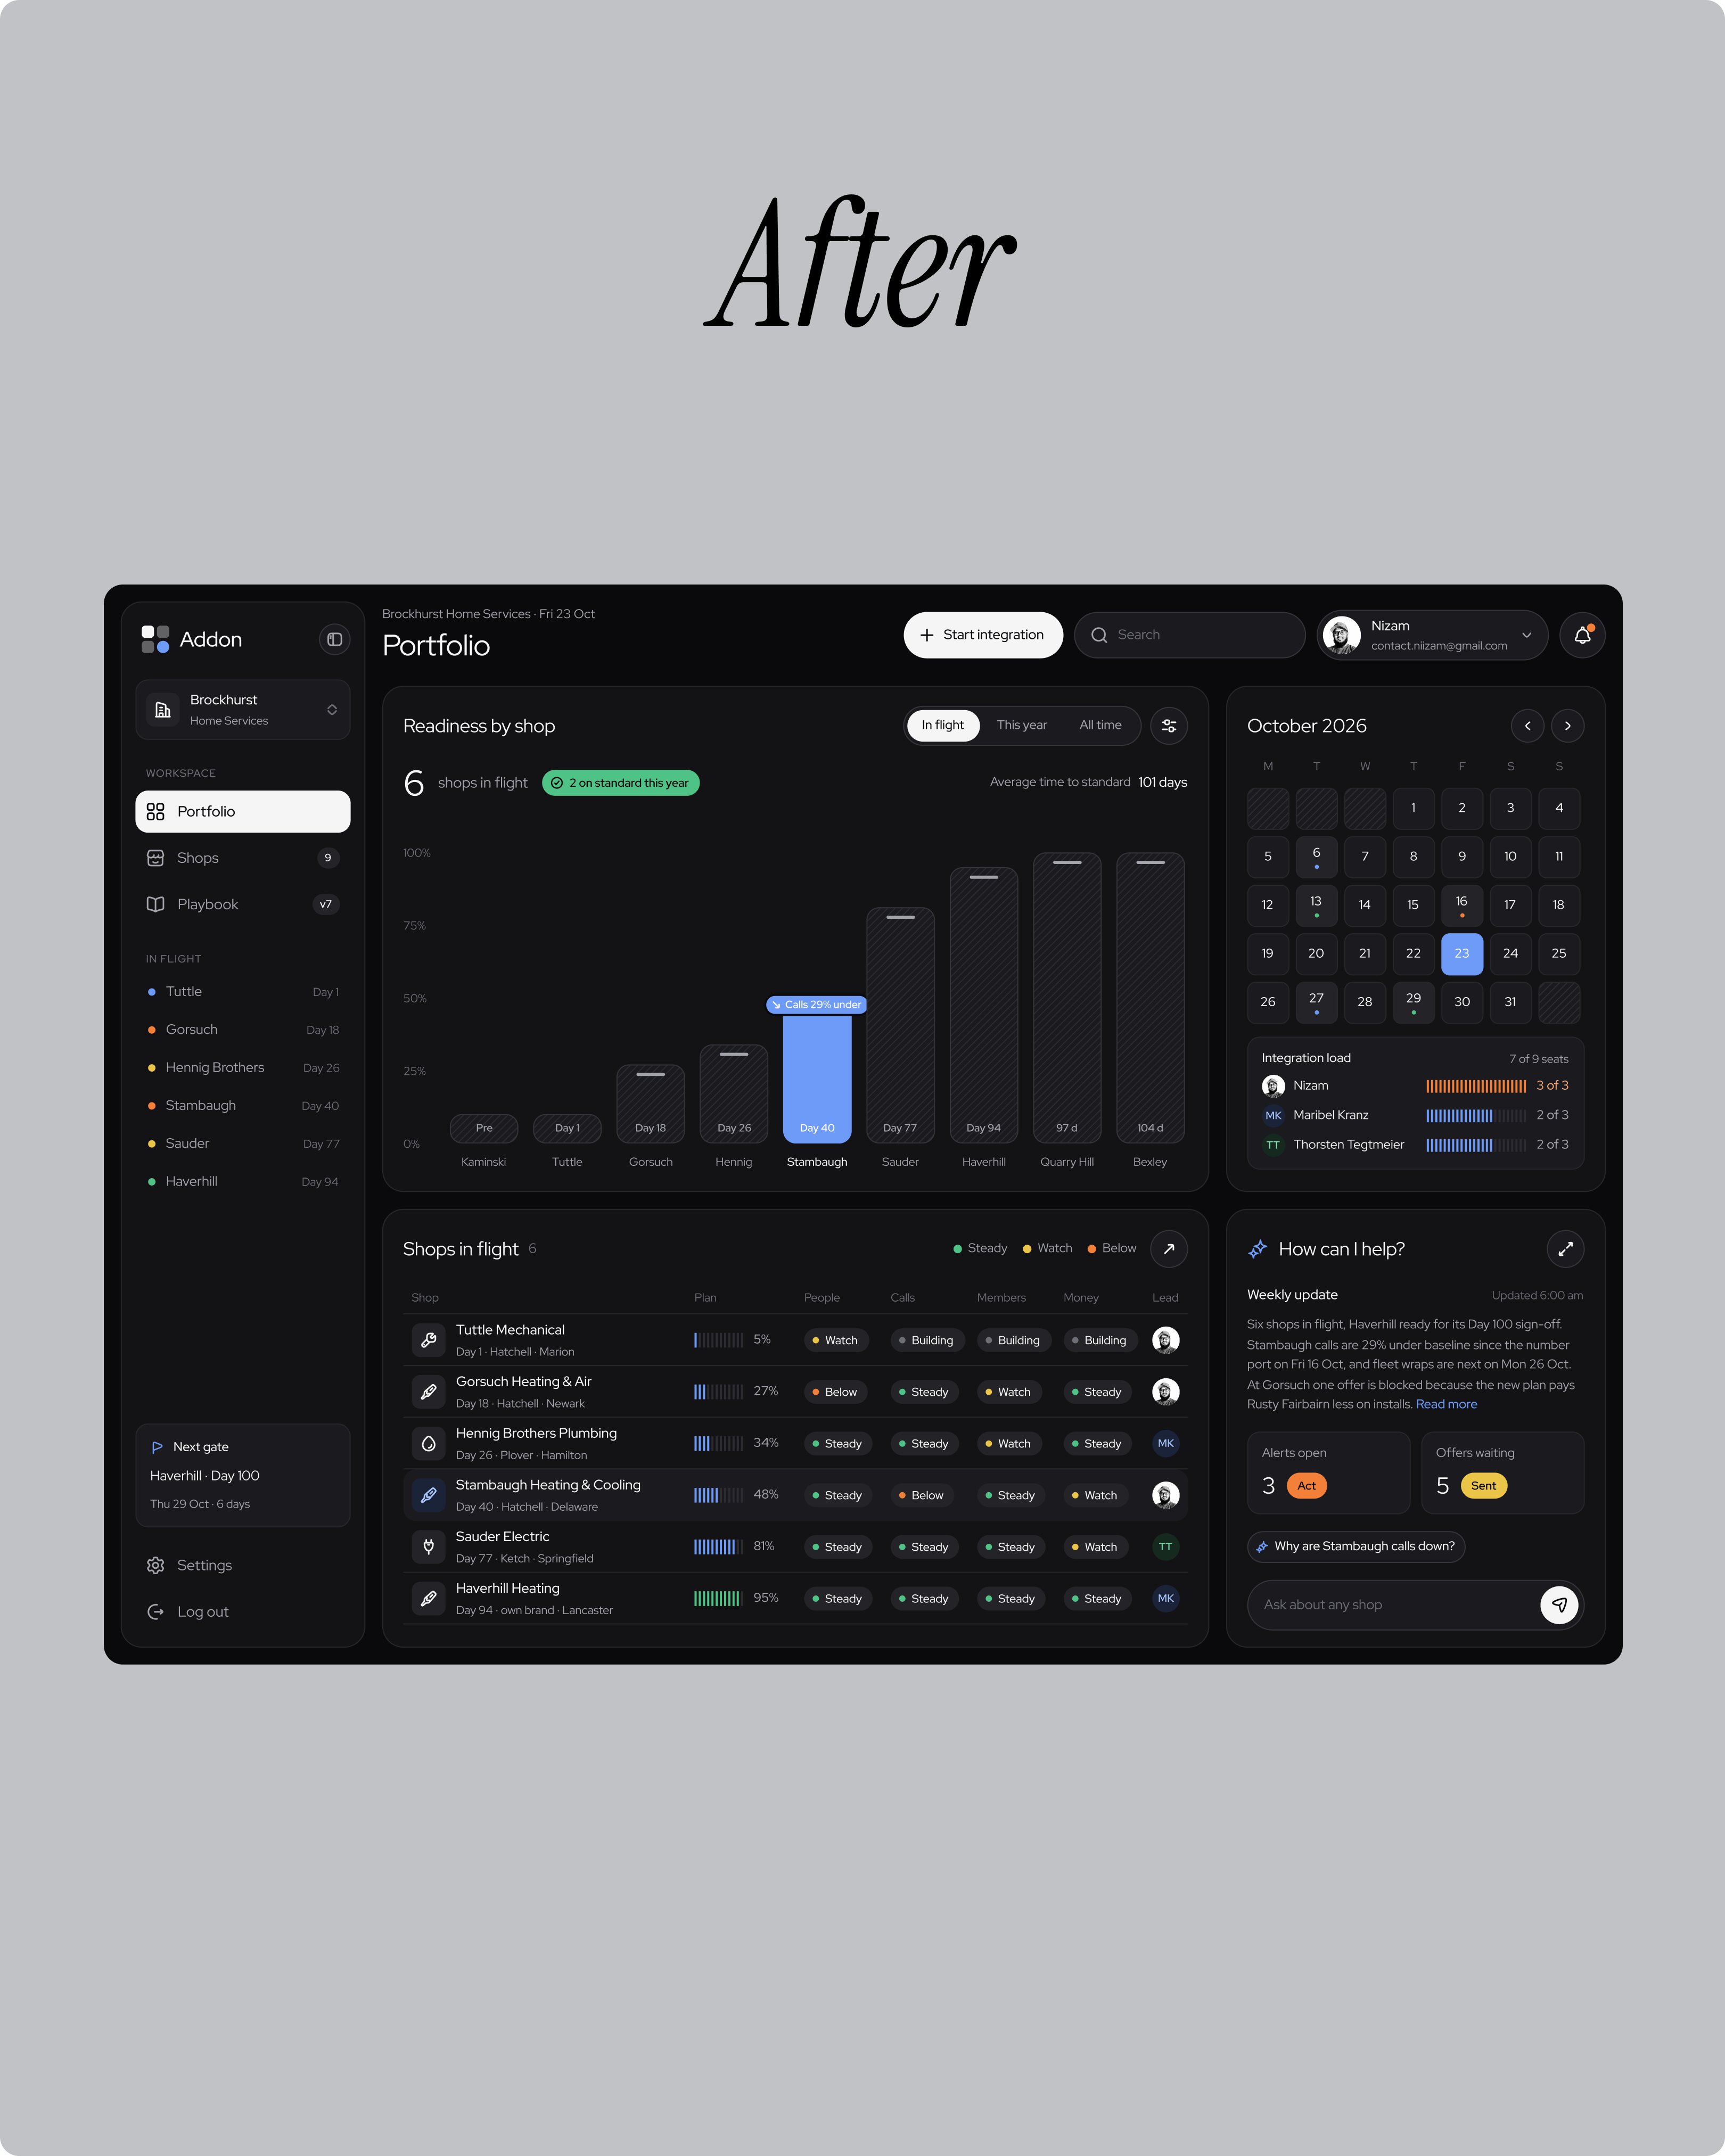 After
Addon
Brockhurst
Home Services
WORKSPACE
Portfolio
Shops 9
Playbook v7
IN FLIGHT
Tuttle Day 1
Gorsuch Day 18
Hennig Brothers Day 26
Stambaugh Day 40
Sauder Day 77
Haverhill Day 94
Next gate
Haverhill · Day 100
Thu 29 Oct · 6 days
Settings
Log out
Brockhurst Home Services · Fri 23 Oct
Portfolio
Start integration
Search
Nizam
contact.niizam@gmail.com
Readiness by shop
In flight This year All time
6 shops in flight 2 on standard this year
Average time to standard 101 days
100%
75%
50%
25%
0%
Calls 29% under
Pre Day 1 Day 18 Day 26 Day 40 Day 77 Day 94 97 d 104 d
Kaminski Tuttle Gorsuch Hennig Stambaugh Sauder Haverhill Quarry Hill Bexley
October 2026
M T W T F S S
1 2 3 4
5 6 7 8 9 10 11
12 13 14 15 16 17 18
19 20 21 22 23 24 25
26 27 28 29 30 31
Integration load 7 of 9 seats
Nizam 3 of 3
MK Maribel Kranz 2 of 3
TT Thorsten Tegtmeier 2 of 3
Shops in flight 6
Steady Watch Below
Shop Plan People Calls Members Money Lead
Tuttle Mechanical
Day 1 · Hatchell · Marion
5% Watch Building Building Building
Gorsuch Heating & Air
Day 18 · Hatchell · Newark
27% Below Steady Watch Steady
Hennig Brothers Plumbing
Day 26 · Plover · Hamilton
34% Steady Steady Watch Steady MK
Stambaugh Heating & Cooling
Day 40 · Hatchell · Delaware
48% Steady Below Steady Watch
Sauder Electric
Day 77 · Ketch · Springfield
81% Steady Steady Steady Watch TT
Haverhill Heating
Day 94 · own brand · Lancaster
95% Steady Steady Steady Steady MK
How can I help?
Weekly update Updated 6:00 am
Six shops in flight, Haverhill ready for its Day 100 sign-off.
Stambaugh calls are 29% under baseline since the number
port on Fri 16 Oct, and fleet wraps are next on Mon 26 Oct.
At Gorsuch one offer is blocked because the new plan pays
Rusty Fairbairn less on installs. Read more
Alerts open
3 Act
Offers waiting
5 Sent
Why are Stambaugh calls down?
Ask about any shop